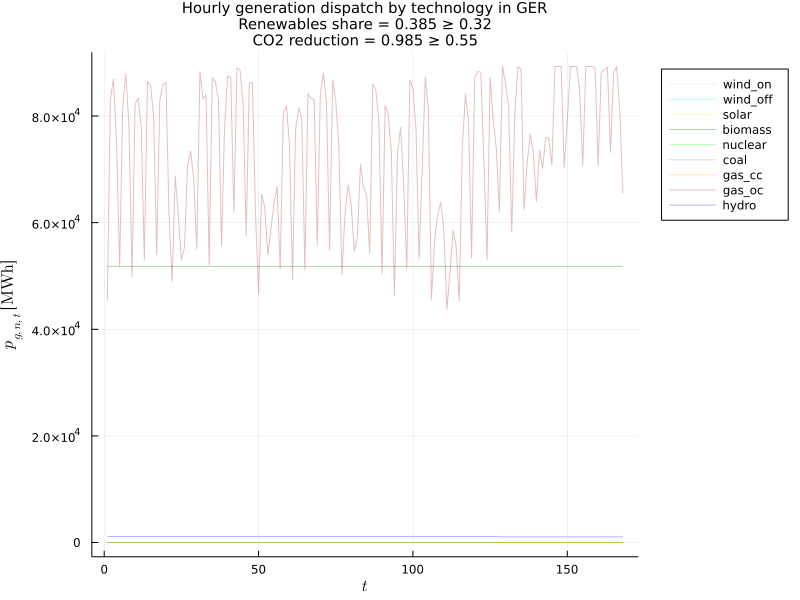 Hourly generation dispatch by technology in GER
Renewables share = 0.385 ≥ 0.32
CO2 reduction = 0.985 ≥ 0.55
wind_on
wind_off
solar
biomass
nuclear
coal
gas_cc
gas_oc
hydro
p_{g, n, t} [MWh]
8.0×10⁴
6.0×10⁴
4.0×10⁴
2.0×10⁴
0
0 50 100 150
t